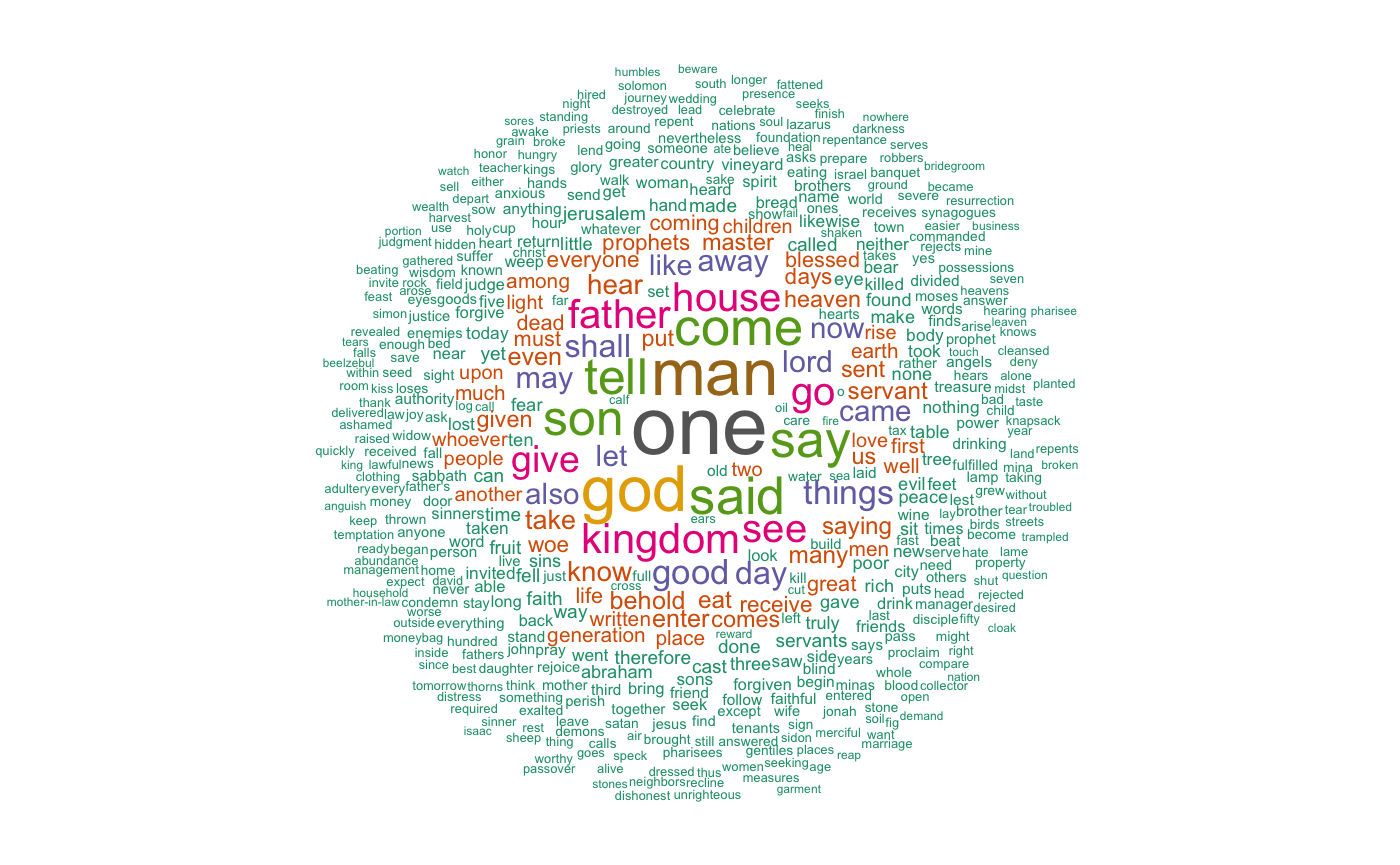 humbles beware
solomon south longer fattened
hired journey wedding presence
night destroyed lead celebrate seeks finish
sores standing around repent nations soul lazarus nowhere
awake priests nevertheless foundation repentance darkness
grain broke going someone ate believe heal serves
honor hungry lend greater country vineyard asks prepare robbers
watch teacher kings glory walk woman sake spirit eating israel banquet bridegroom
sell either hands send get heard brothers ground became
wealth depart anxious hand made bread name world severe resurrection
harvest sow anything jerusalem whatever show fail ones receives synagogues
portion use holy cup hour coming children likewise town easier business
judgment hidden heart return little prophets master called neither commanded rejects mine
gathered suffer christ weep everyone like away blessed takes yes
beating wisdom known among hear days eye bear possessions
invite rock field judge set house heaven killed divided seven
feast arose eyes goods five light far father found moses heavens answer
simon justice forgive dead come hearts make words hearing pharisee
revealed enemies today must put now rise body finds arise leaven knows
tears enough bed shall lord earth took prophet touch cleansed
falls save near yet even man sent rather angels deny
beelzebul within seed sight upon may tell none hears alone
room kiss loses authority much go o servant treasure midst planted
thank log call fear calf came nothing bad child taste
delivered law joy ask lost given son one oil care fire power knapsack
ashamed raised widow whoever ten say love first tax table year
quickly received fall people give let us well tree drinking land repents
king lawful news sabbath can old two water sea laid fulfilled mina broken
clothing another also god said things evil feet lamp taking
adultery every money door peace lest grew without
anguish sinners time take ears wine lay brother tear troubled
keep thrown anyone taken kingdom see saying sit times birds streets
temptation word fruit woe build many men new fast beat become trampled
ready began person live sins look serve hate lame
abundance home invited fell just know full good day kill great poor city need others property
management david never able cross cut rich puts shut question
expect household life behold eat receive gave drink manager head rejected
mother-in-law condemn stay long faith way written enter comes left truly last disciple fifty desired
worse outside everything back reward friends cloak
moneybag hundred stand generation place done servants says pass might
inside fathers john pray went therefore cast three saw side years proclaim right
since best daughter rejoice abraham sons blind whole compare
tomorrow thorns think mother third bring friend forgiven begin minas blood collector nation
distress something perish together seek follow faithful entered open
required exalted except wife jonah stone
sinner rest leave satan jesus find tenants sign soil fig demand
isaac sheep thing demons calls air brought still answered sidon merciful want
worthy goes speck pharisees gentiles places reap marriage
passover alive dressed thus women seeking age
stones neighbors recline measures
dishonest unrighteous garment